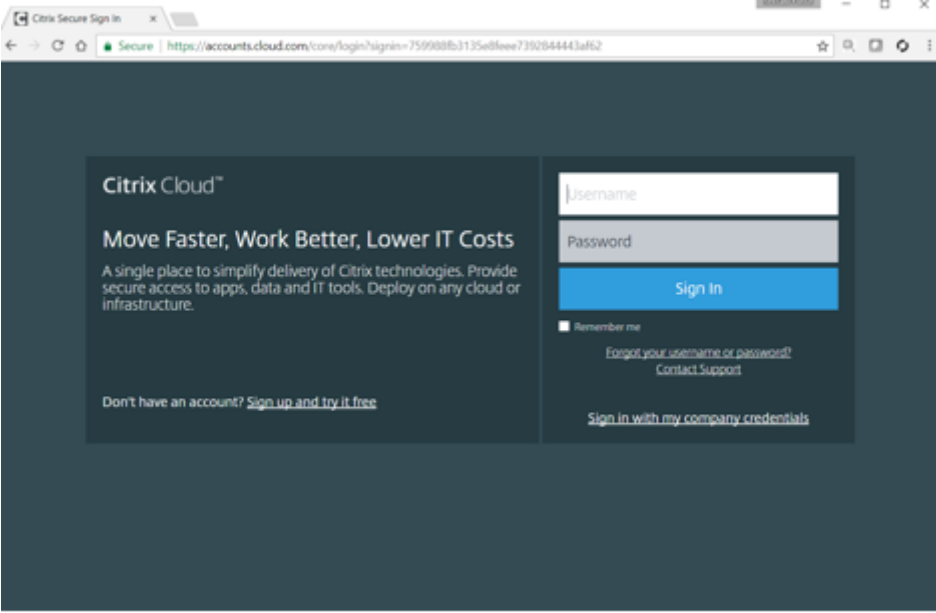 Citrix Secure Sign In
Secure https://accounts.cloud.com/core/login?signin=759988fb3135e8feee7392844443af62
Citrix Cloud™
Move Faster, Work Better, Lower IT Costs
A single place to simplify delivery of Citrix technologies. Provide
secure access to apps, data and IT tools. Deploy on any cloud or
infrastructure.
Don't have an account? Sign up and try it free
Username
Password
Sign In
Remember me
Forgot your username or password?
Contact Support
Sign in with my company credentials